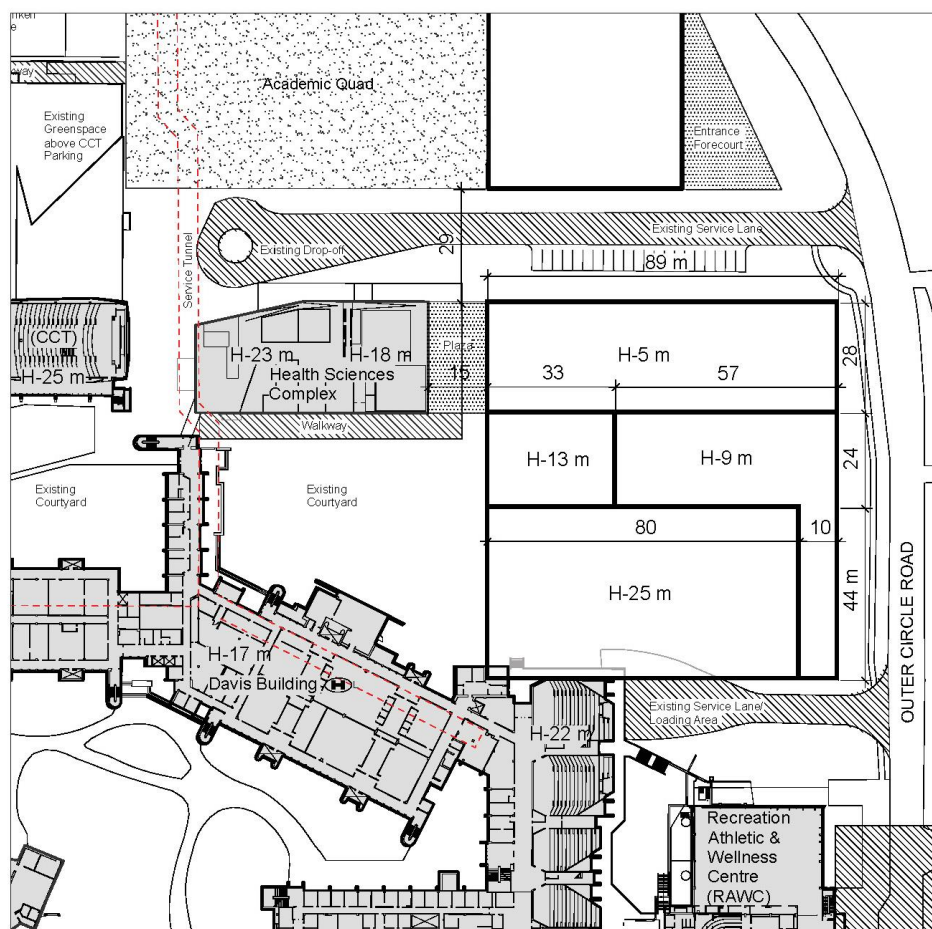 Academic Quad
Existing
Greenspace
above CCT
Parking
Entrance
Forecourt
Service Tunnel
Existing Drop-off
29
Existing Service Lane
89 m
(CCT)
H-25 m
H-23 m
H-18 m
Health Sciences
Complex
Plaza
15
H-5 m
28
33
57
Walkway
H-13 m
H-9 m
24
Existing
Courtyard
Existing
Courtyard
80
10
H-25 m
44 m
OUTER CIRCLE ROAD
H-17 m
Davis Building
H
H-22 m
Existing Service Lane/
Loading Area
Recreation
Athletic &
Wellness
Centre
(RAWC)